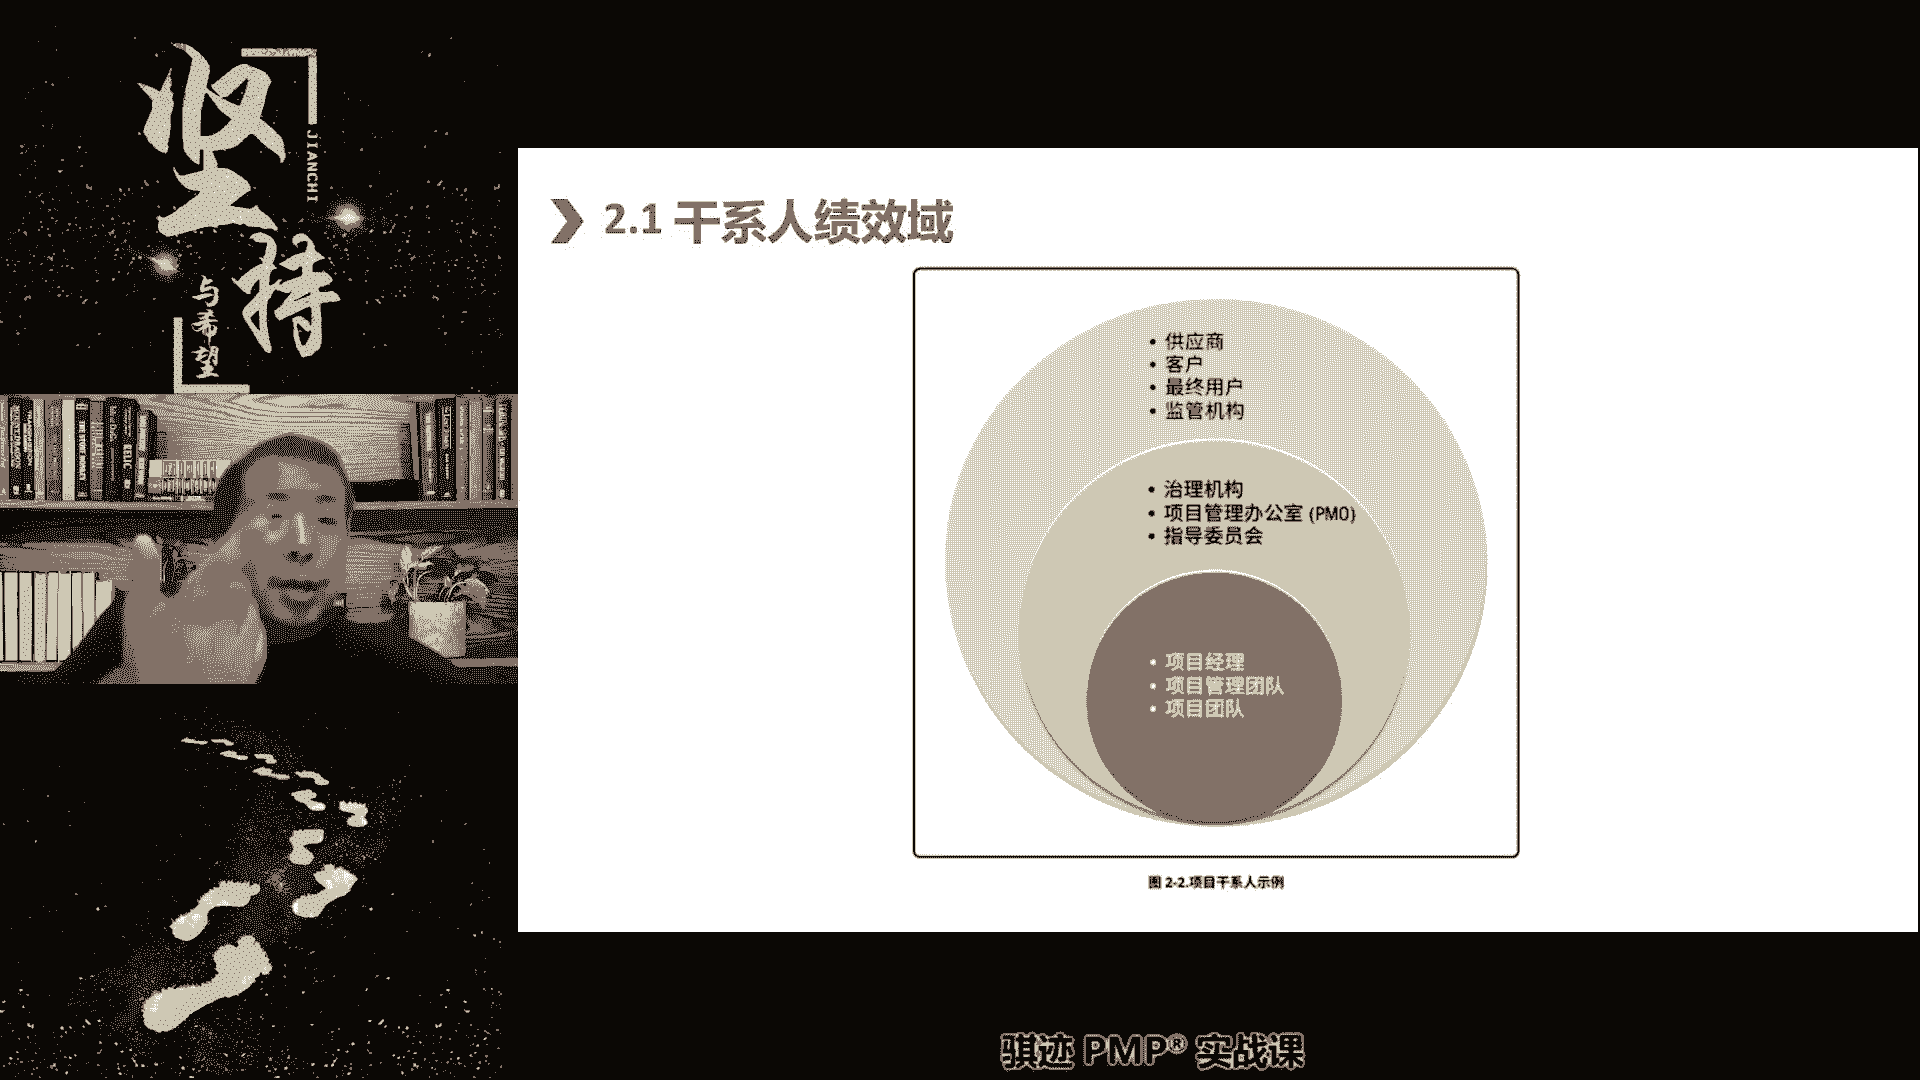 坚持
JIANCHI
与希望
2.1 干系人绩效域
• 供应商
• 客户
• 最终用户
• 监管机构
• 治理机构
• 项目管理办公室 (PMO)
• 指导委员会
• 项目经理
• 项目管理团队
• 项目团队
图 2-2.项目干系人示例
骐迹 PMP® 实战课